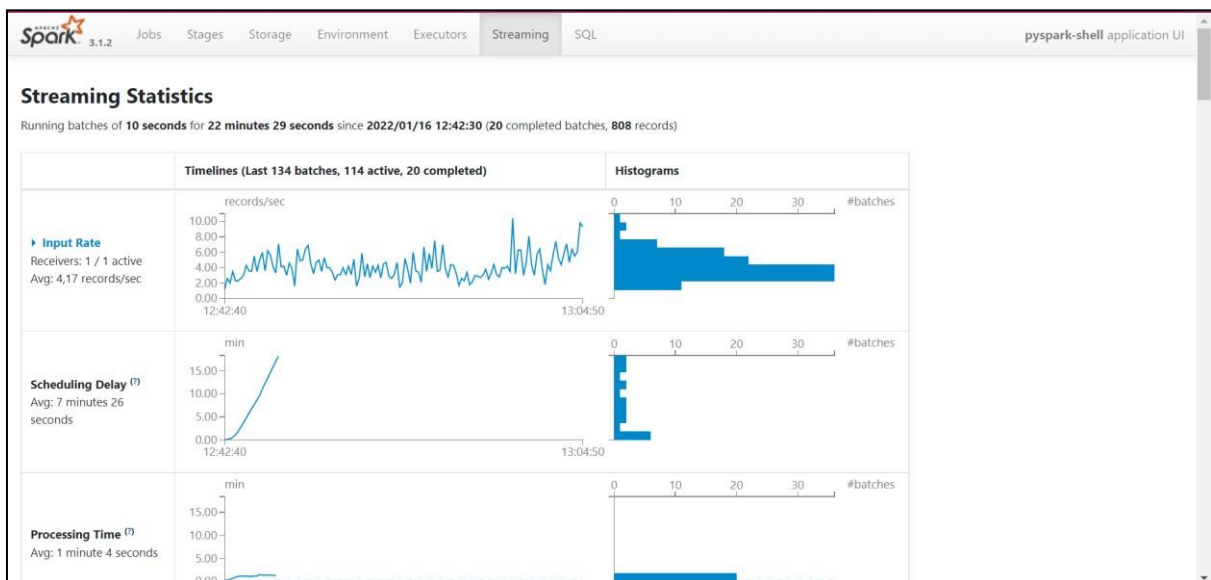 APACHE
Spark 3.1.2 Jobs Stages Storage Environment Executors Streaming SQL pyspark-shell application UI
Streaming Statistics
Running batches of 10 seconds for 22 minutes 29 seconds since 2022/01/16 12:42:30 (20 completed batches, 808 records)
Timelines (Last 134 batches, 114 active, 20 completed) Histograms
Input Rate
Receivers: 1 / 1 active
Avg: 4,17 records/sec
records/sec
10.00
8.00
6.00
4.00
2.00
0.00
12:42:40 13:04:50
0 10 20 30 #batches
Scheduling Delay (?)
Avg: 7 minutes 26
seconds
min
15.00
10.00
5.00
0.00
12:42:40 13:04:50
0 10 20 30 #batches
Processing Time (?)
Avg: 1 minute 4 seconds
min
15.00
10.00
5.00
0.00
0 10 20 30 #batches